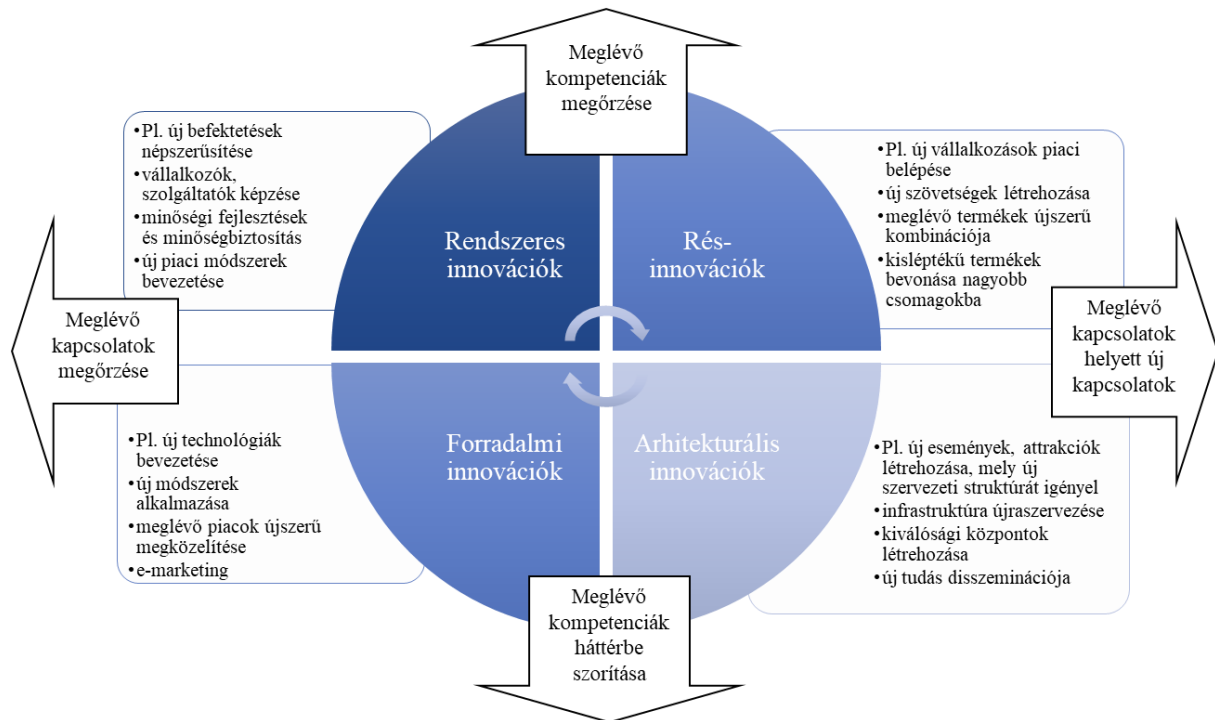 Meglévő
kompetenciák
megőrzése
•Pl. új befektetések
népszerűsítése
•vállalkozók,
szolgáltatók képzése
•minőségi fejlesztések
és minőségbiztosítás
•új piaci módszerek
bevezetése
Rendszeres
innovációk
Rés-
innovációk
•Pl. új vállalkozások piaci
belépése
•új szövetségek létrehozása
•meglévő termékek újszerű
kombinációja
•kisléptékű termékek
bevonása nagyobb
csomagokba
Meglévő
kapcsolatok
megőrzése
Meglévő
kapcsolatok
helyett új
kapcsolatok
•Pl. új technológiák
bevezetése
•új módszerek
alkalmazása
•meglévő piacok újszerű
megközelítése
•e-marketing
Forradalmi
innovációk
Arhitekturális
innovációk
•Pl. új események, attrakciók
létrehozása, mely új
szervezeti struktúrát igényel
•infrastruktúra újraszervezése
•kiválósági központok
létrehozása
•új tudás disszeminációja
Meglévő
kompetenciák
háttérbe
szorítása